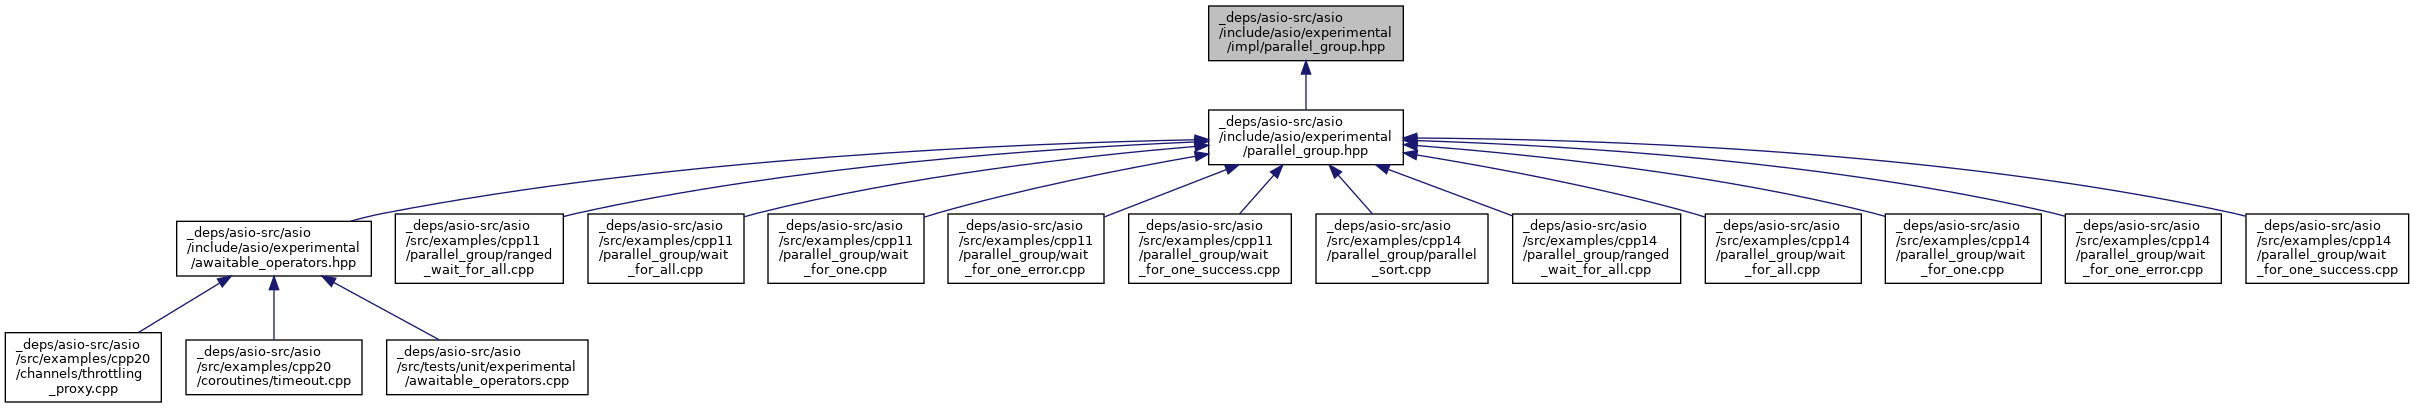 _deps/asio-src/asio
/include/asio/experimental
/impl/parallel_group.hpp
_deps/asio-src/asio
/include/asio/experimental
/parallel_group.hpp
_deps/asio-src/asio
/include/asio/experimental
/awaitable_operators.hpp
_deps/asio-src/asio
/src/examples/cpp11
/parallel_group/ranged
_wait_for_all.cpp
_deps/asio-src/asio
/src/examples/cpp11
/parallel_group/wait
_for_all.cpp
_deps/asio-src/asio
/src/examples/cpp11
/parallel_group/wait
_for_one.cpp
_deps/asio-src/asio
/src/examples/cpp11
/parallel_group/wait
_for_one_error.cpp
_deps/asio-src/asio
/src/examples/cpp11
/parallel_group/wait
_for_one_success.cpp
_deps/asio-src/asio
/src/examples/cpp14
/parallel_group/parallel
_sort.cpp
_deps/asio-src/asio
/src/examples/cpp14
/parallel_group/ranged
_wait_for_all.cpp
_deps/asio-src/asio
/src/examples/cpp14
/parallel_group/wait
_for_all.cpp
_deps/asio-src/asio
/src/examples/cpp14
/parallel_group/wait
_for_one.cpp
_deps/asio-src/asio
/src/examples/cpp14
/parallel_group/wait
_for_one_error.cpp
_deps/asio-src/asio
/src/examples/cpp14
/parallel_group/wait
_for_one_success.cpp
_deps/asio-src/asio
/src/examples/cpp20
/channels/throttling
_proxy.cpp
_deps/asio-src/asio
/src/examples/cpp20
/coroutines/timeout.cpp
_deps/asio-src/asio
/src/tests/unit/experimental
/awaitable_operators.cpp